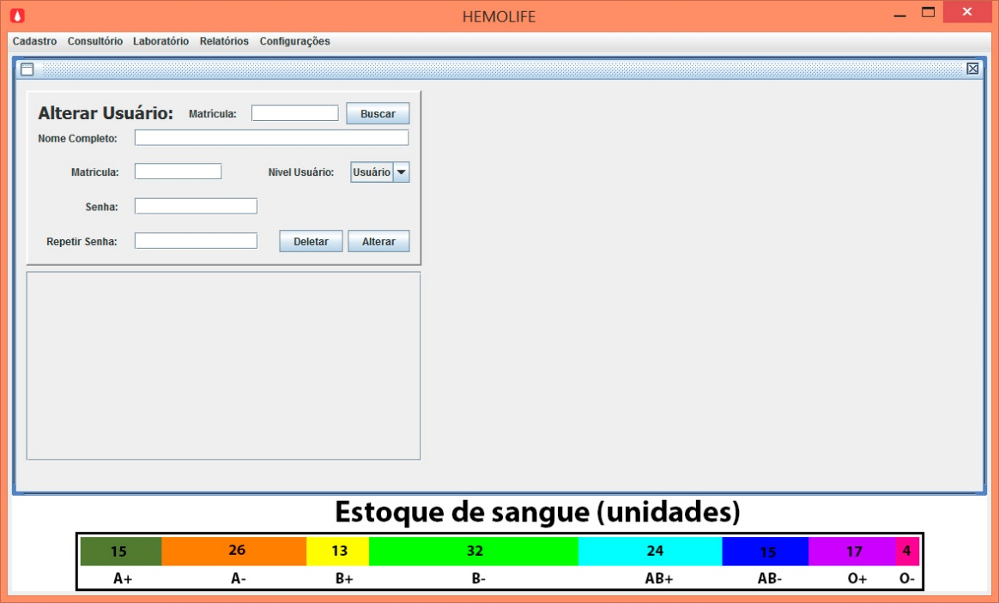 HEMOLIFE
Cadastro Consultório Laboratório Relatórios Configurações
Alterar Usuário: Matrícula: Buscar
Nome Completo:
Matrícula: Nivel Usuário: Usuário
Senha:
Repetir Senha: Deletar Alterar
Estoque de sangue (unidades)
15 26 13 32 24 15 17 4
A+ A- B+ B- AB+ AB- O+ O-